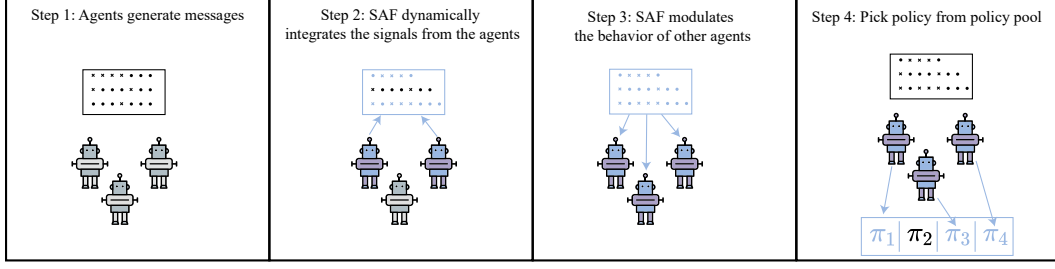 Step 1: Agents generate messages
Step 2: SAF dynamically
integrates the signals from the agents
Step 3: SAF modulates
the behavior of other agents
Step 4: Pick policy from policy pool
π₁ π₂ π₃ π₄